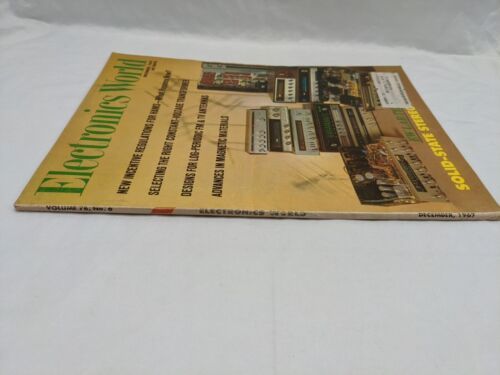 Electronics World
NEW INCENTIVE REGULATIONS FOR HAMS—
SELECTING THE RIGHT CONSTANT-VOLTAGE TRANSFORMER
DESIGNS FOR LOG-PERIODIC FM & TV ANTENNAS
ADVANCES IN MAGNETIC MATERIALS
SOLID-STATE STEREO
VOLUME 78, No. 6
ELECTRONICS WORLD
DECEMBER, 1967